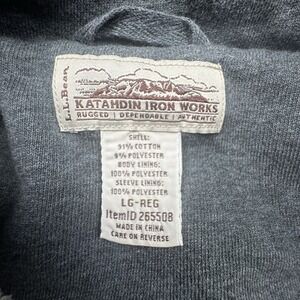 L.L.Bean
KATAHDIN IRON WORKS
RUGGED | DEPENDABLE | AUTHENTIC
SHELL:
91% COTTON
9% POLYESTER
BODY LINING:
100% POLYESTER
SLEEVE LINING:
100% POLYESTER
LG-REG
ItemID 265508
MADE IN CHINA
CARE ON REVERSE